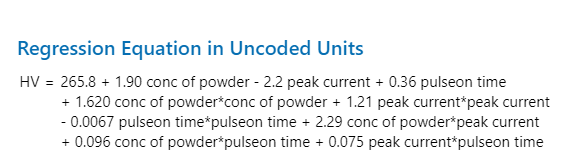 Regression Equation in Uncoded Units
HV = 265.8 + 1.90 conc of powder - 2.2 peak current + 0.36 pulseon time
+ 1.620 conc of powder*conc of powder + 1.21 peak current*peak current
- 0.0067 pulseon time*pulseon time + 2.29 conc of powder*peak current
+ 0.096 conc of powder*pulseon time + 0.075 peak current*pulseon time